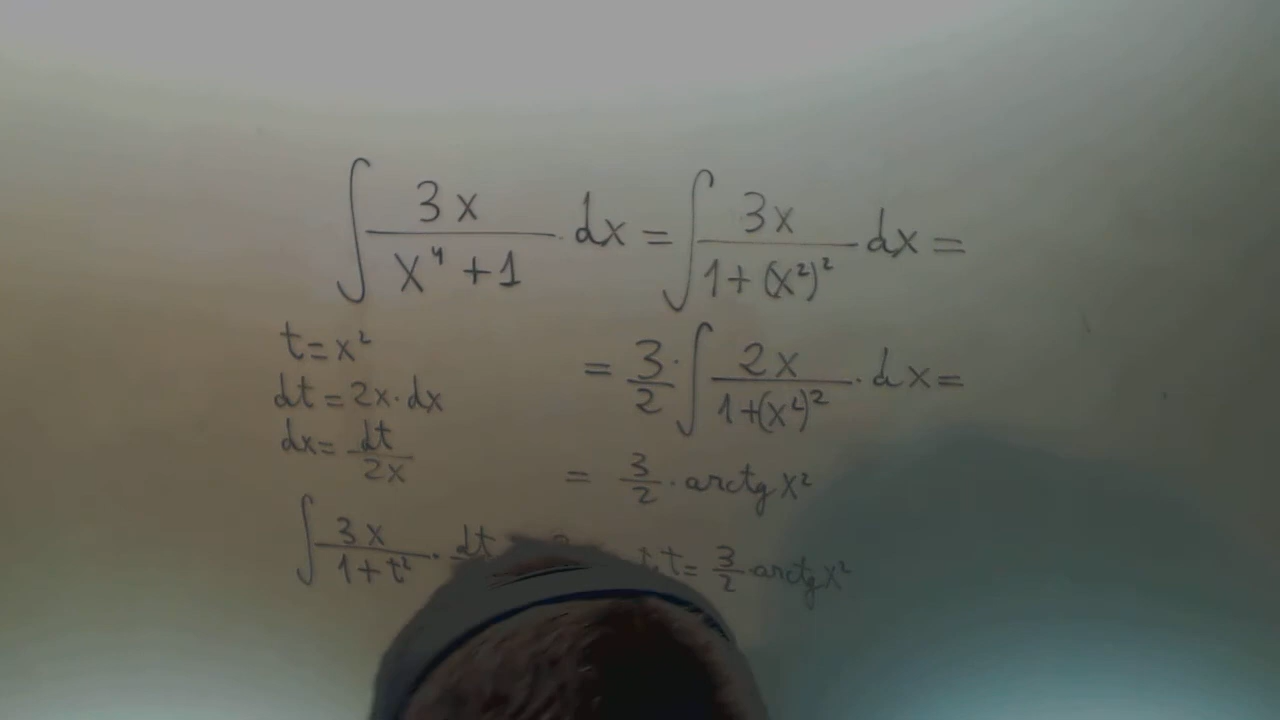 ∫ 3x / (x⁴ + 1) · dx = ∫ 3x / (1 + (x²)²) dx =
t = x²
= 3/2 · ∫ 2x / (1 + (x²)²) · dx =
dt = 2x · dx
dx = dt / 2x
= 3/2 · arctg x²
∫ 3x / (1 + t²) · dt
t = 3/2 · arctg x²